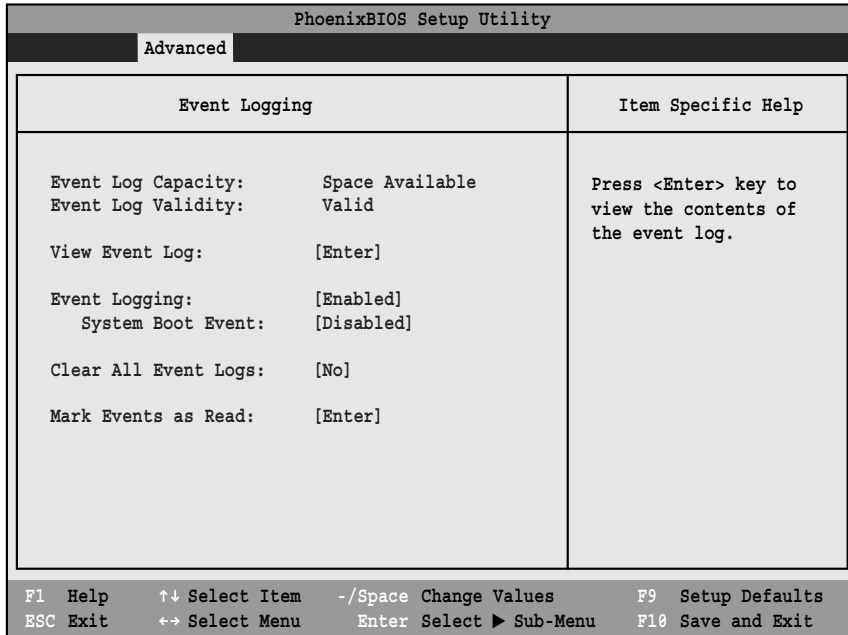 PhoenixBIOS Setup Utility
Advanced
Event Logging
Item Specific Help
Event Log Capacity: Space Available
Event Log Validity: Valid
View Event Log: [Enter]
Event Logging: [Enabled]
System Boot Event: [Disabled]
Clear All Event Logs: [No]
Mark Events as Read: [Enter]
Press <Enter> key to
view the contents of
the event log.
F1 Help ↑↓ Select Item -/Space Change Values F9 Setup Defaults
ESC Exit ←→ Select Menu Enter Select ▶ Sub-Menu F10 Save and Exit